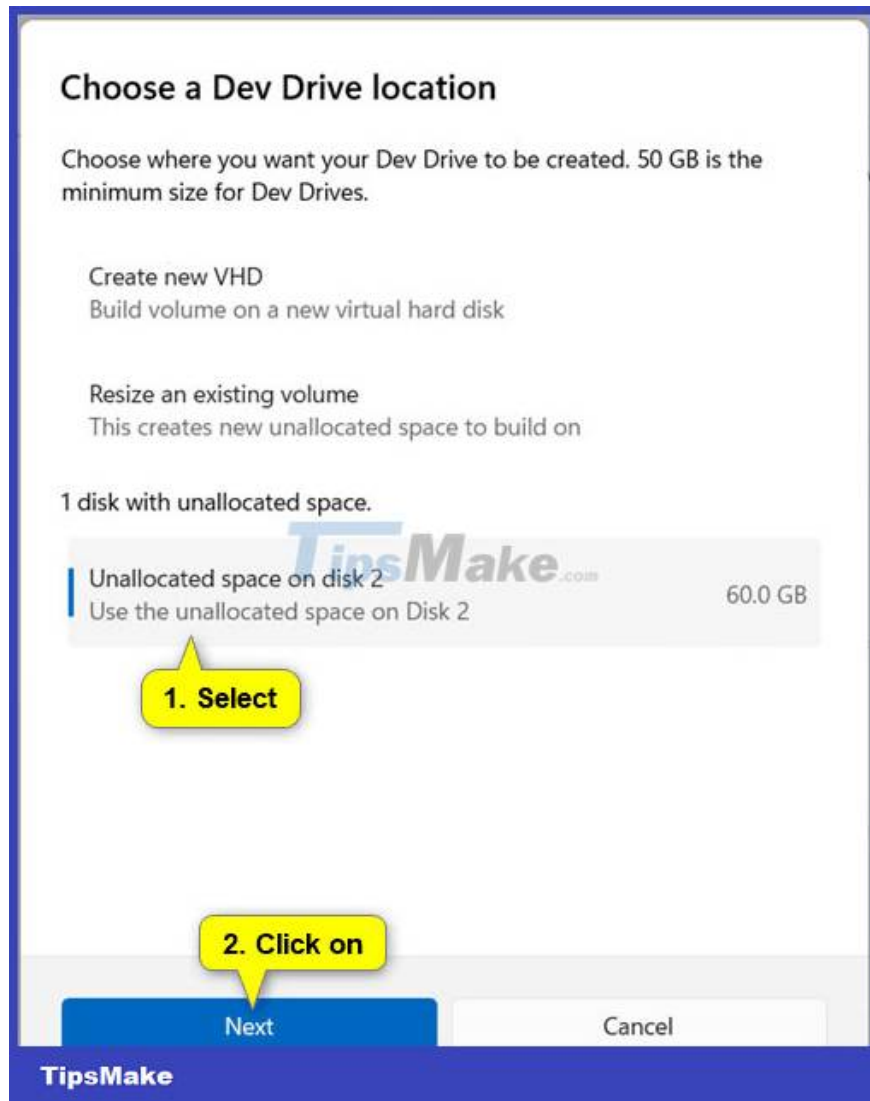 Choose a Dev Drive location
Choose where you want your Dev Drive to be created. 50 GB is the
minimum size for Dev Drives.
Create new VHD
Build volume on a new virtual hard disk
Resize an existing volume
This creates new unallocated space to build on
1 disk with unallocated space.
TipsMake.com
Unallocated space on disk 2
Use the unallocated space on Disk 2
60.0 GB
1. Select
2. Click on
Next
Cancel
TipsMake